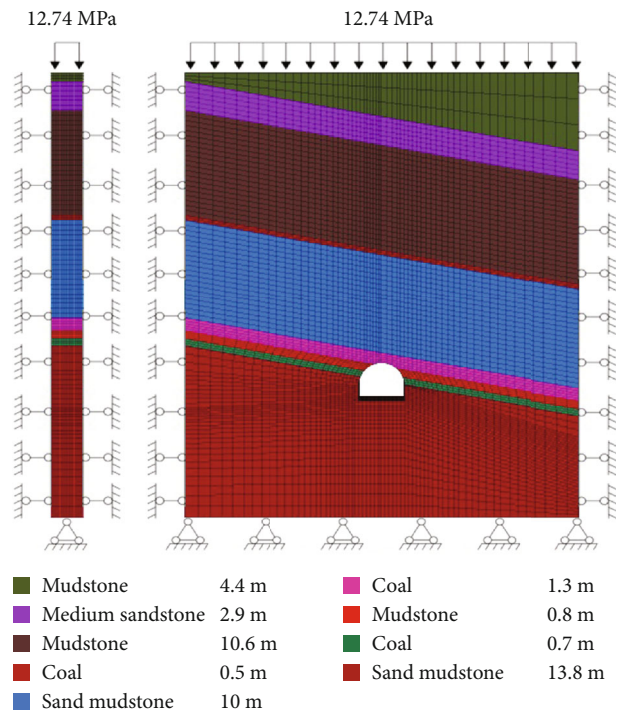 12.74 MPa 12.74 MPa
Mudstone 4.4 m
Medium sandstone 2.9 m
Mudstone 10.6 m
Coal 0.5 m
Sand mudstone 10 m
Coal 1.3 m
Mudstone 0.8 m
Coal 0.7 m
Sand mudstone 13.8 m